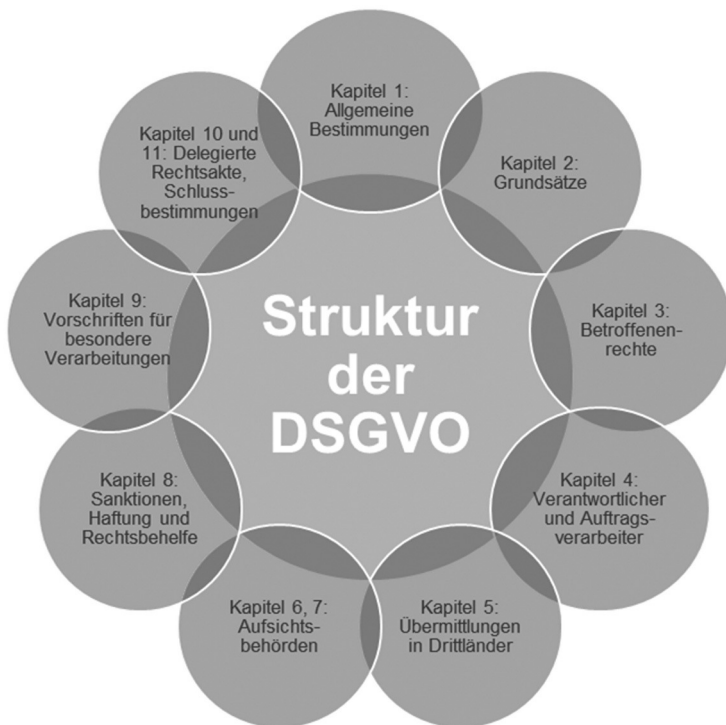 Kapitel 1:
Allgemeine
Bestimmungen
Kapitel 2:
Grundsätze
Kapitel 3:
Betroffenen-
rechte
Kapitel 4:
Verantwortlicher
und Auftrags-
verarbeiter
Kapitel 5:
Übermittlungen
in Drittländer
Kapitel 6, 7:
Aufsichts-
behörden
Kapitel 8:
Sanktionen,
Haftung und
Rechtsbehelfe
Kapitel 9:
Vorschriften für
besondere
Verarbeitungen
Kapitel 10 und
11: Delegierte
Rechtsakte,
Schluss-
bestimmungen
Struktur
der
DSGVO